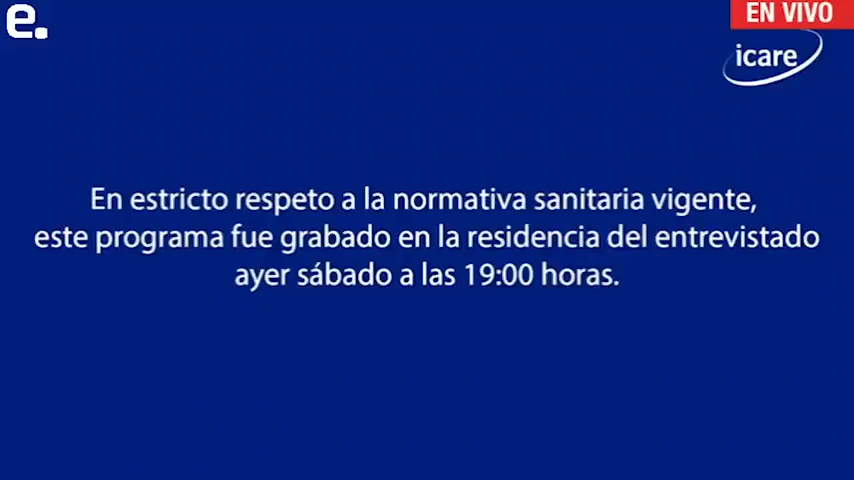 e.
EN VIVO
icare
En estricto respeto a la normativa sanitaria vigente,
este programa fue grabado en la residencia del entrevistado
ayer sábado a las 19:00 horas.